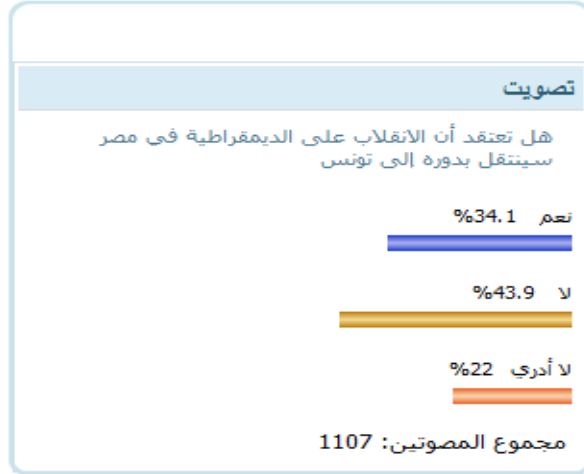 تصويت
هل تعتقد أن الانقلاب على الديمقراطية في مصر
سينتقل بدوره إلى تونس
نعم 34.1%
لا 43.9%
لا أدري 22%
مجموع المصوتين: 1107